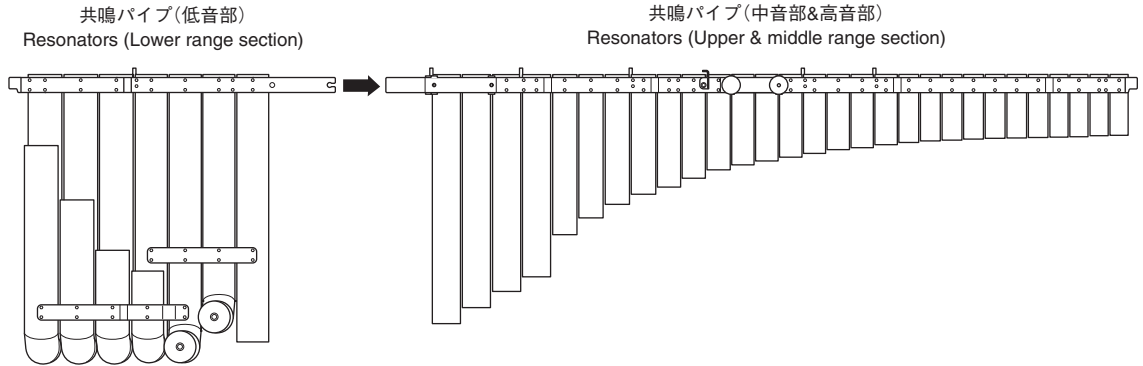 共鳴パイプ（低音部）
Resonators (Lower range section)
共鳴パイプ（中音部&高音部）
Resonators (Upper & middle range section)